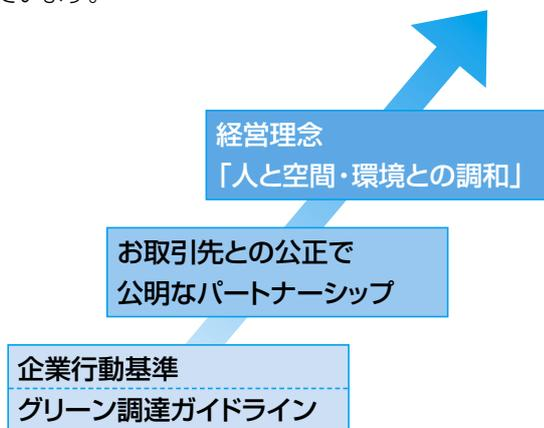 経営理念
「人と空間・環境との調和」
お取引先との公正で
公明なパートナーシップ
企業行動基準
グリーン調達ガイドライン